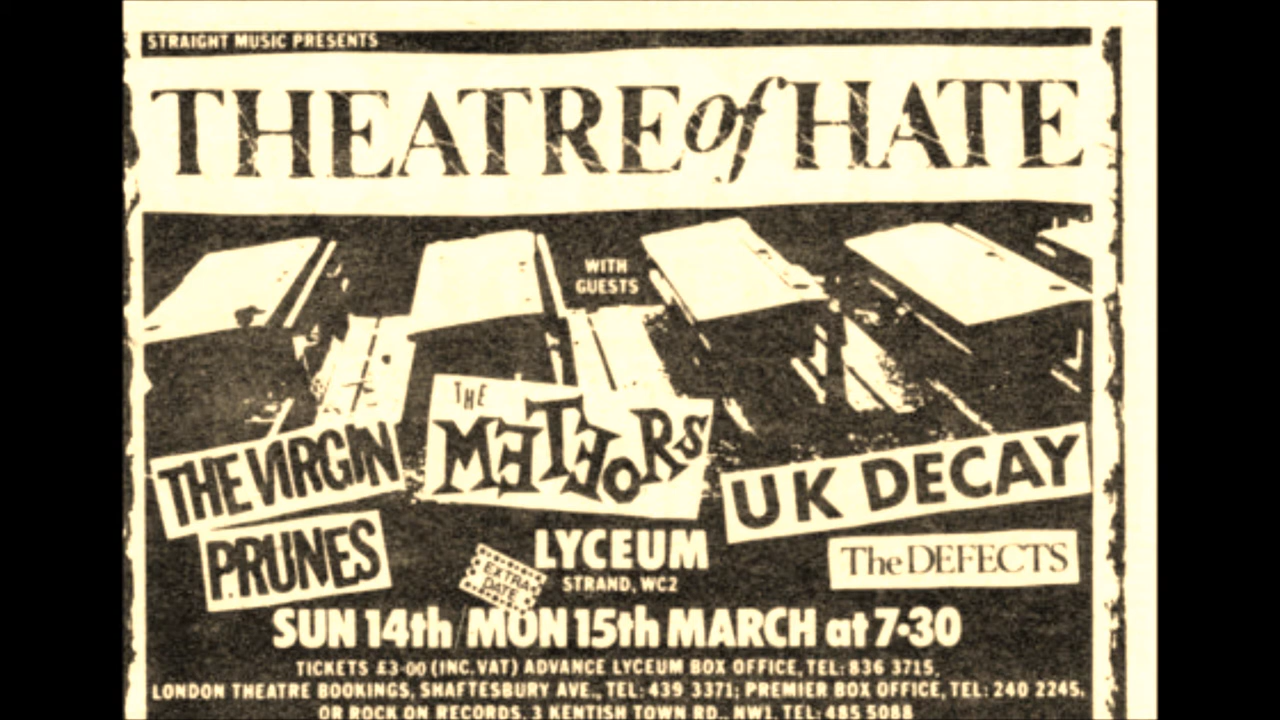 STRAIGHT MUSIC PRESENTS
THEATRE of HATE
WITH
GUESTS
THE VIRGIN
PRUNES
THE
METEORS
UK DECAY
The DEFECTS
LYCEUM
STRAND, WC2
EXTRA
DATE
SUN 14th/MON 15th MARCH at 7·30
TICKETS £3·00 (INC. VAT) ADVANCE LYCEUM BOX OFFICE, TEL: 836 3715,
LONDON THEATRE BOOKINGS, SHAFTESBURY AVE., TEL: 439 3371; PREMIER BOX OFFICE, TEL: 240 2245,
OR ROCK ON RECORDS, 3 KENTISH TOWN RD., NW1. TEL: 485 5088